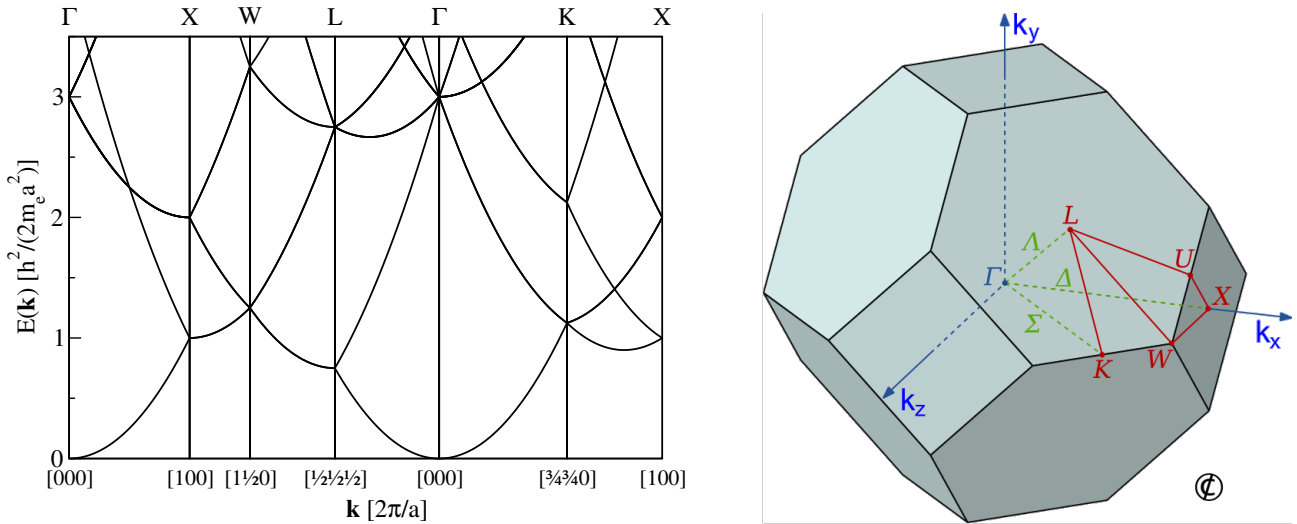 Γ X W L Γ K X
3
2
1
0
E(k) [h²/(2mₑa²)]
[000] [100] [1½0] [½½½] [000] [¾¾0] [100]
k [2π/a]
k_y
L
Λ
U
Γ
Δ
X
Σ
k_x
K
W
k_z